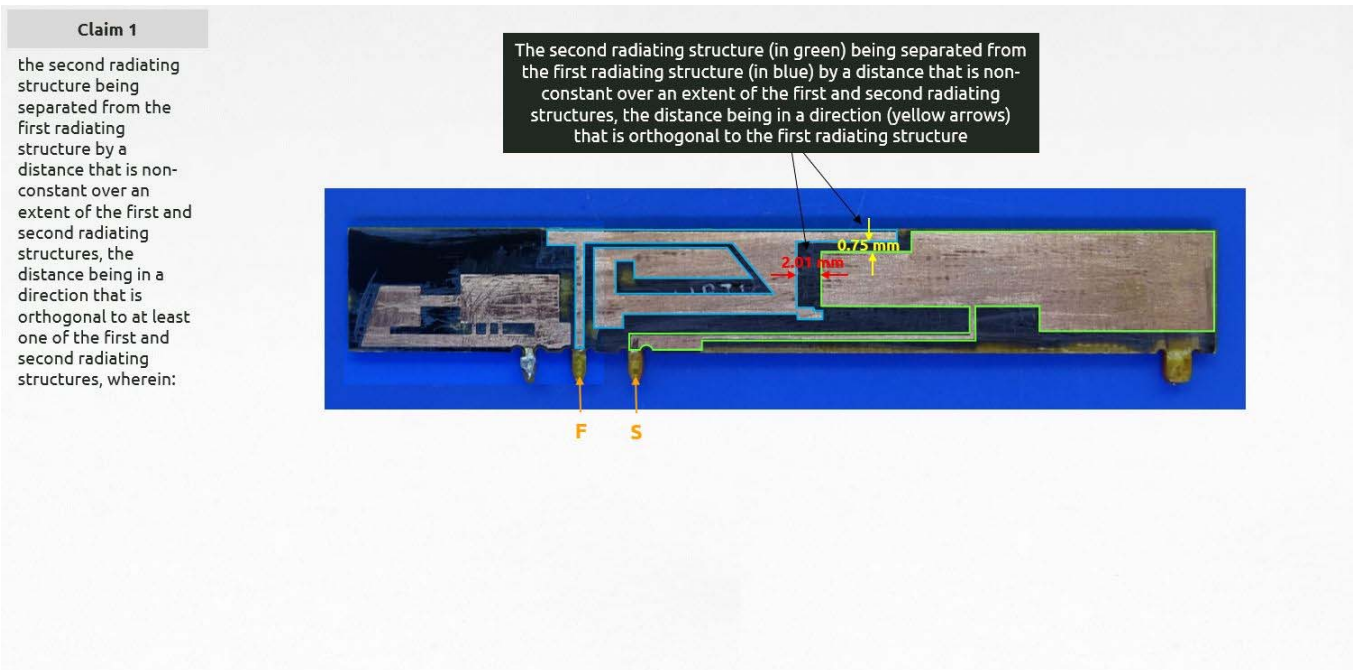 Claim 1
the second radiating
structure being
separated from the
first radiating
structure by a
distance that is non-
constant over an
extent of the first and
second radiating
structures, the
distance being in a
direction that is
orthogonal to at least
one of the first and
second radiating
structures, wherein:
The second radiating structure (in green) being separated from
the first radiating structure (in blue) by a distance that is non-
constant over an extent of the first and second radiating
structures, the distance being in a direction (yellow arrows)
that is orthogonal to the first radiating structure
0.75 mm
2.01 mm
F
S